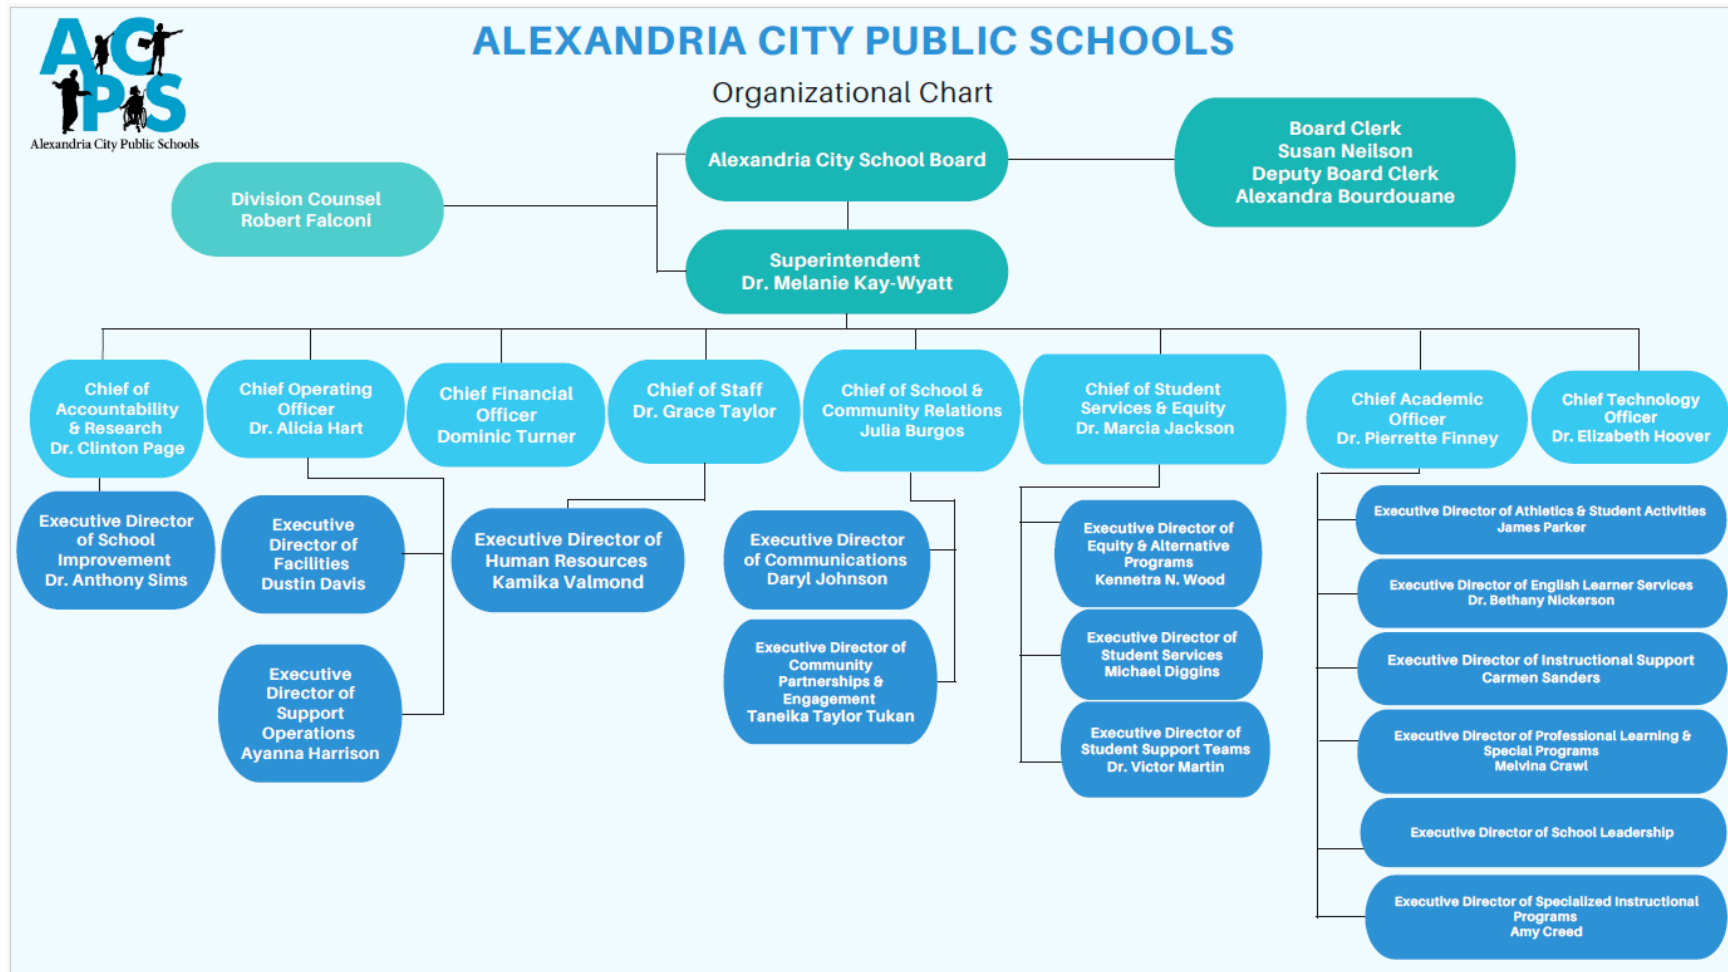 ACPS
Alexandria City Public Schools
ALEXANDRIA CITY PUBLIC SCHOOLS
Organizational Chart
Alexandria City School Board
Board Clerk
Susan Neilson
Deputy Board Clerk
Alexandra Bourdouane
Division Counsel
Robert Falconi
Superintendent
Dr. Melanie Kay-Wyatt
Chief of
Accountability
& Research
Dr. Clinton Page
Chief Operating
Officer
Dr. Alicia Hart
Chief Financial
Officer
Dominic Turner
Chief of Staff
Dr. Grace Taylor
Chief of School &
Community Relations
Julia Burgos
Chief of Student
Services & Equity
Dr. Marcia Jackson
Chief Academic
Officer
Dr. Pierrette Finney
Chief Technology
Officer
Dr. Elizabeth Hoover
Executive Director
of School
Improvement
Dr. Anthony Sims
Executive
Director of
Facilities
Dustin Davis
Executive
Director of
Support
Operations
Ayanna Harrison
Executive Director of
Human Resources
Kamika Valmond
Executive Director
of Communications
Daryl Johnson
Executive Director of
Community
Partnerships &
Engagement
Taneika Taylor Tukan
Executive Director of
Equity & Alternative
Programs
Kennetra N. Wood
Executive Director of
Student Services
Michael Diggins
Executive Director of
Student Support Teams
Dr. Victor Martin
Executive Director of Athletics & Student Activities
James Parker
Executive Director of English Learner Services
Dr. Bethany Nickerson
Executive Director of Instructional Support
Carmen Sanders
Executive Director of Professional Learning &
Special Programs
Melvina Crawl
Executive Director of School Leadership
Executive Director of Specialized Instructional
Programs
Amy Creed